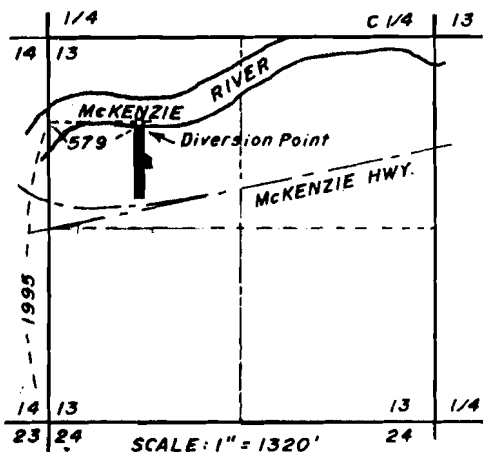 1/4 C 1/4 13
14 13
RIVER
McKENZIE
579 Diversion Point
McKENZIE HWY.
1995
14 13 13 1/4
23 24 SCALE: 1" = 1320' 24